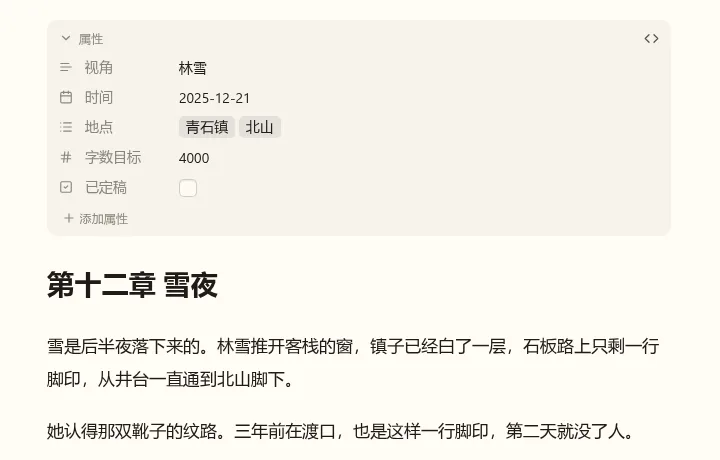 属性
视角 林雪
时间 2025-12-21
地点 青石镇 北山
字数目标 4000
已定稿
添加属性
第十二章 雪夜
雪是后半夜落下来的。林雪推开客栈的窗，镇子已经白了一层，石板路上只剩一行
脚印，从井台一直通到北山脚下。
她认得那双靴子的纹路。三年前在渡口，也是这样一行脚印，第二天就没了人。